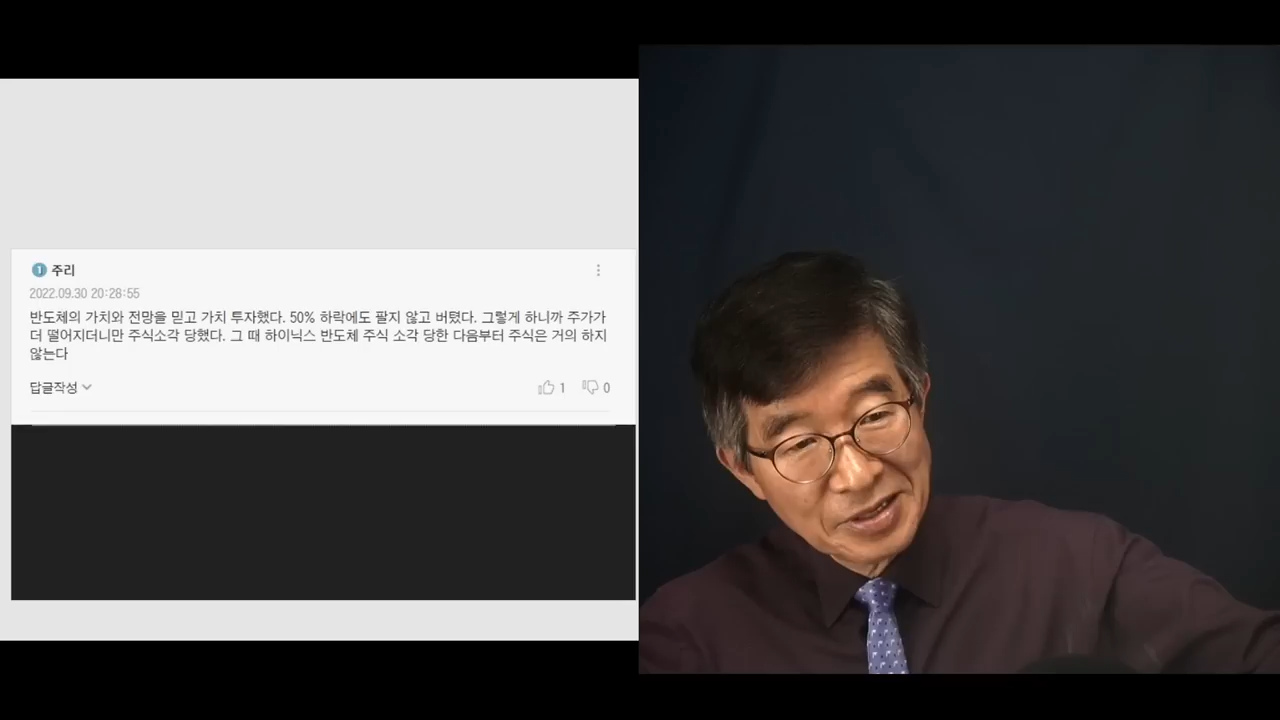 1 주리
2022.09.30 20:28:55
반도체의 가치와 전망을 믿고 가치 투자했다. 50% 하락에도 팔지 않고 버텼다. 그렇게 하니까 주가가
더 떨어지더니만 주식소각 당했다. 그 때 하이닉스 반도체 주식 소각 당한 다음부터 주식은 거의 하지
않는다
답글작성 1 0